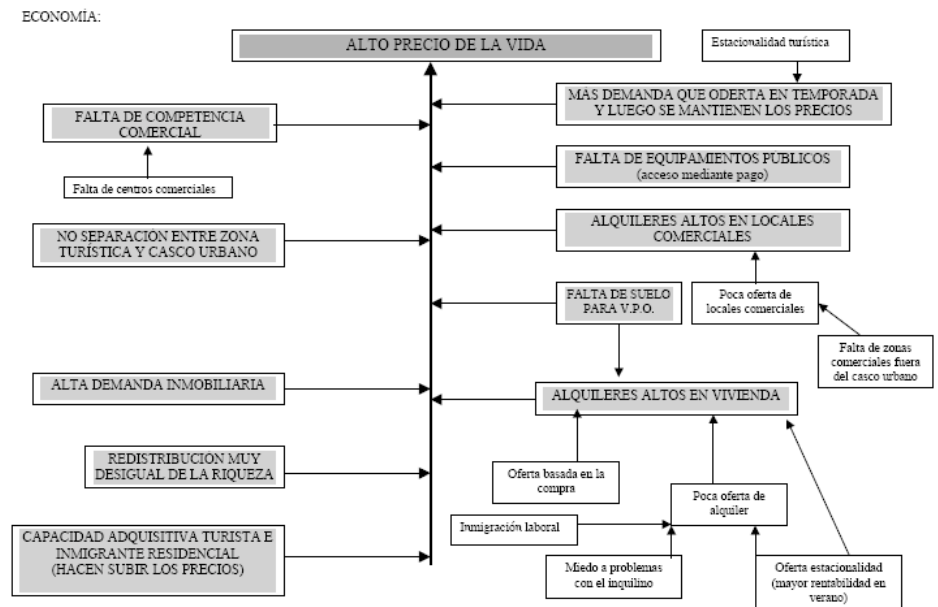 ECONOMÍA:
ALTO PRECIO DE LA VIDA
Estacionalidad turística
MAS DEMANDA QUE ODERTA EN TEMPORADA
Y LUEGO SE MANTIENEN LOS PRECIOS
FALTA DE COMPETENCIA
COMERCIAL
Falta de centros comerciales
FALTA DE EQUIPAMIENTOS PUBLICOS
(acceso mediante pago)
NO SEPARACIÓN ENTRE ZONA
TURÍSTICA Y CASCO URBANO
ALQUILERES ALTOS EN LOCALES
COMERCIALES
FALTA DE SUELO
PARA V.P.O.
Poca oferta de
locales comerciales
Falta de zonas
comerciales fuera
del casco urbano
ALTA DEMANDA INMOBILIARIA
ALQUILERES ALTOS EN VIVIENDA
REDISTRIBUCIÓN MUY
DESIGUAL DE LA RIQUEZA
Oferta basada en la
compra
Poca oferta de
alquiler
Inmigración laboral
CAPACIDAD ADQUISITIVA TURISTA E
INMIGRANTE RESIDENCIAL
(HACEN SUBIR LOS PRECIOS)
Miedo a problemas
con el inquilino
Oferta estacionalidad
(mayor rentabilidad en
verano)